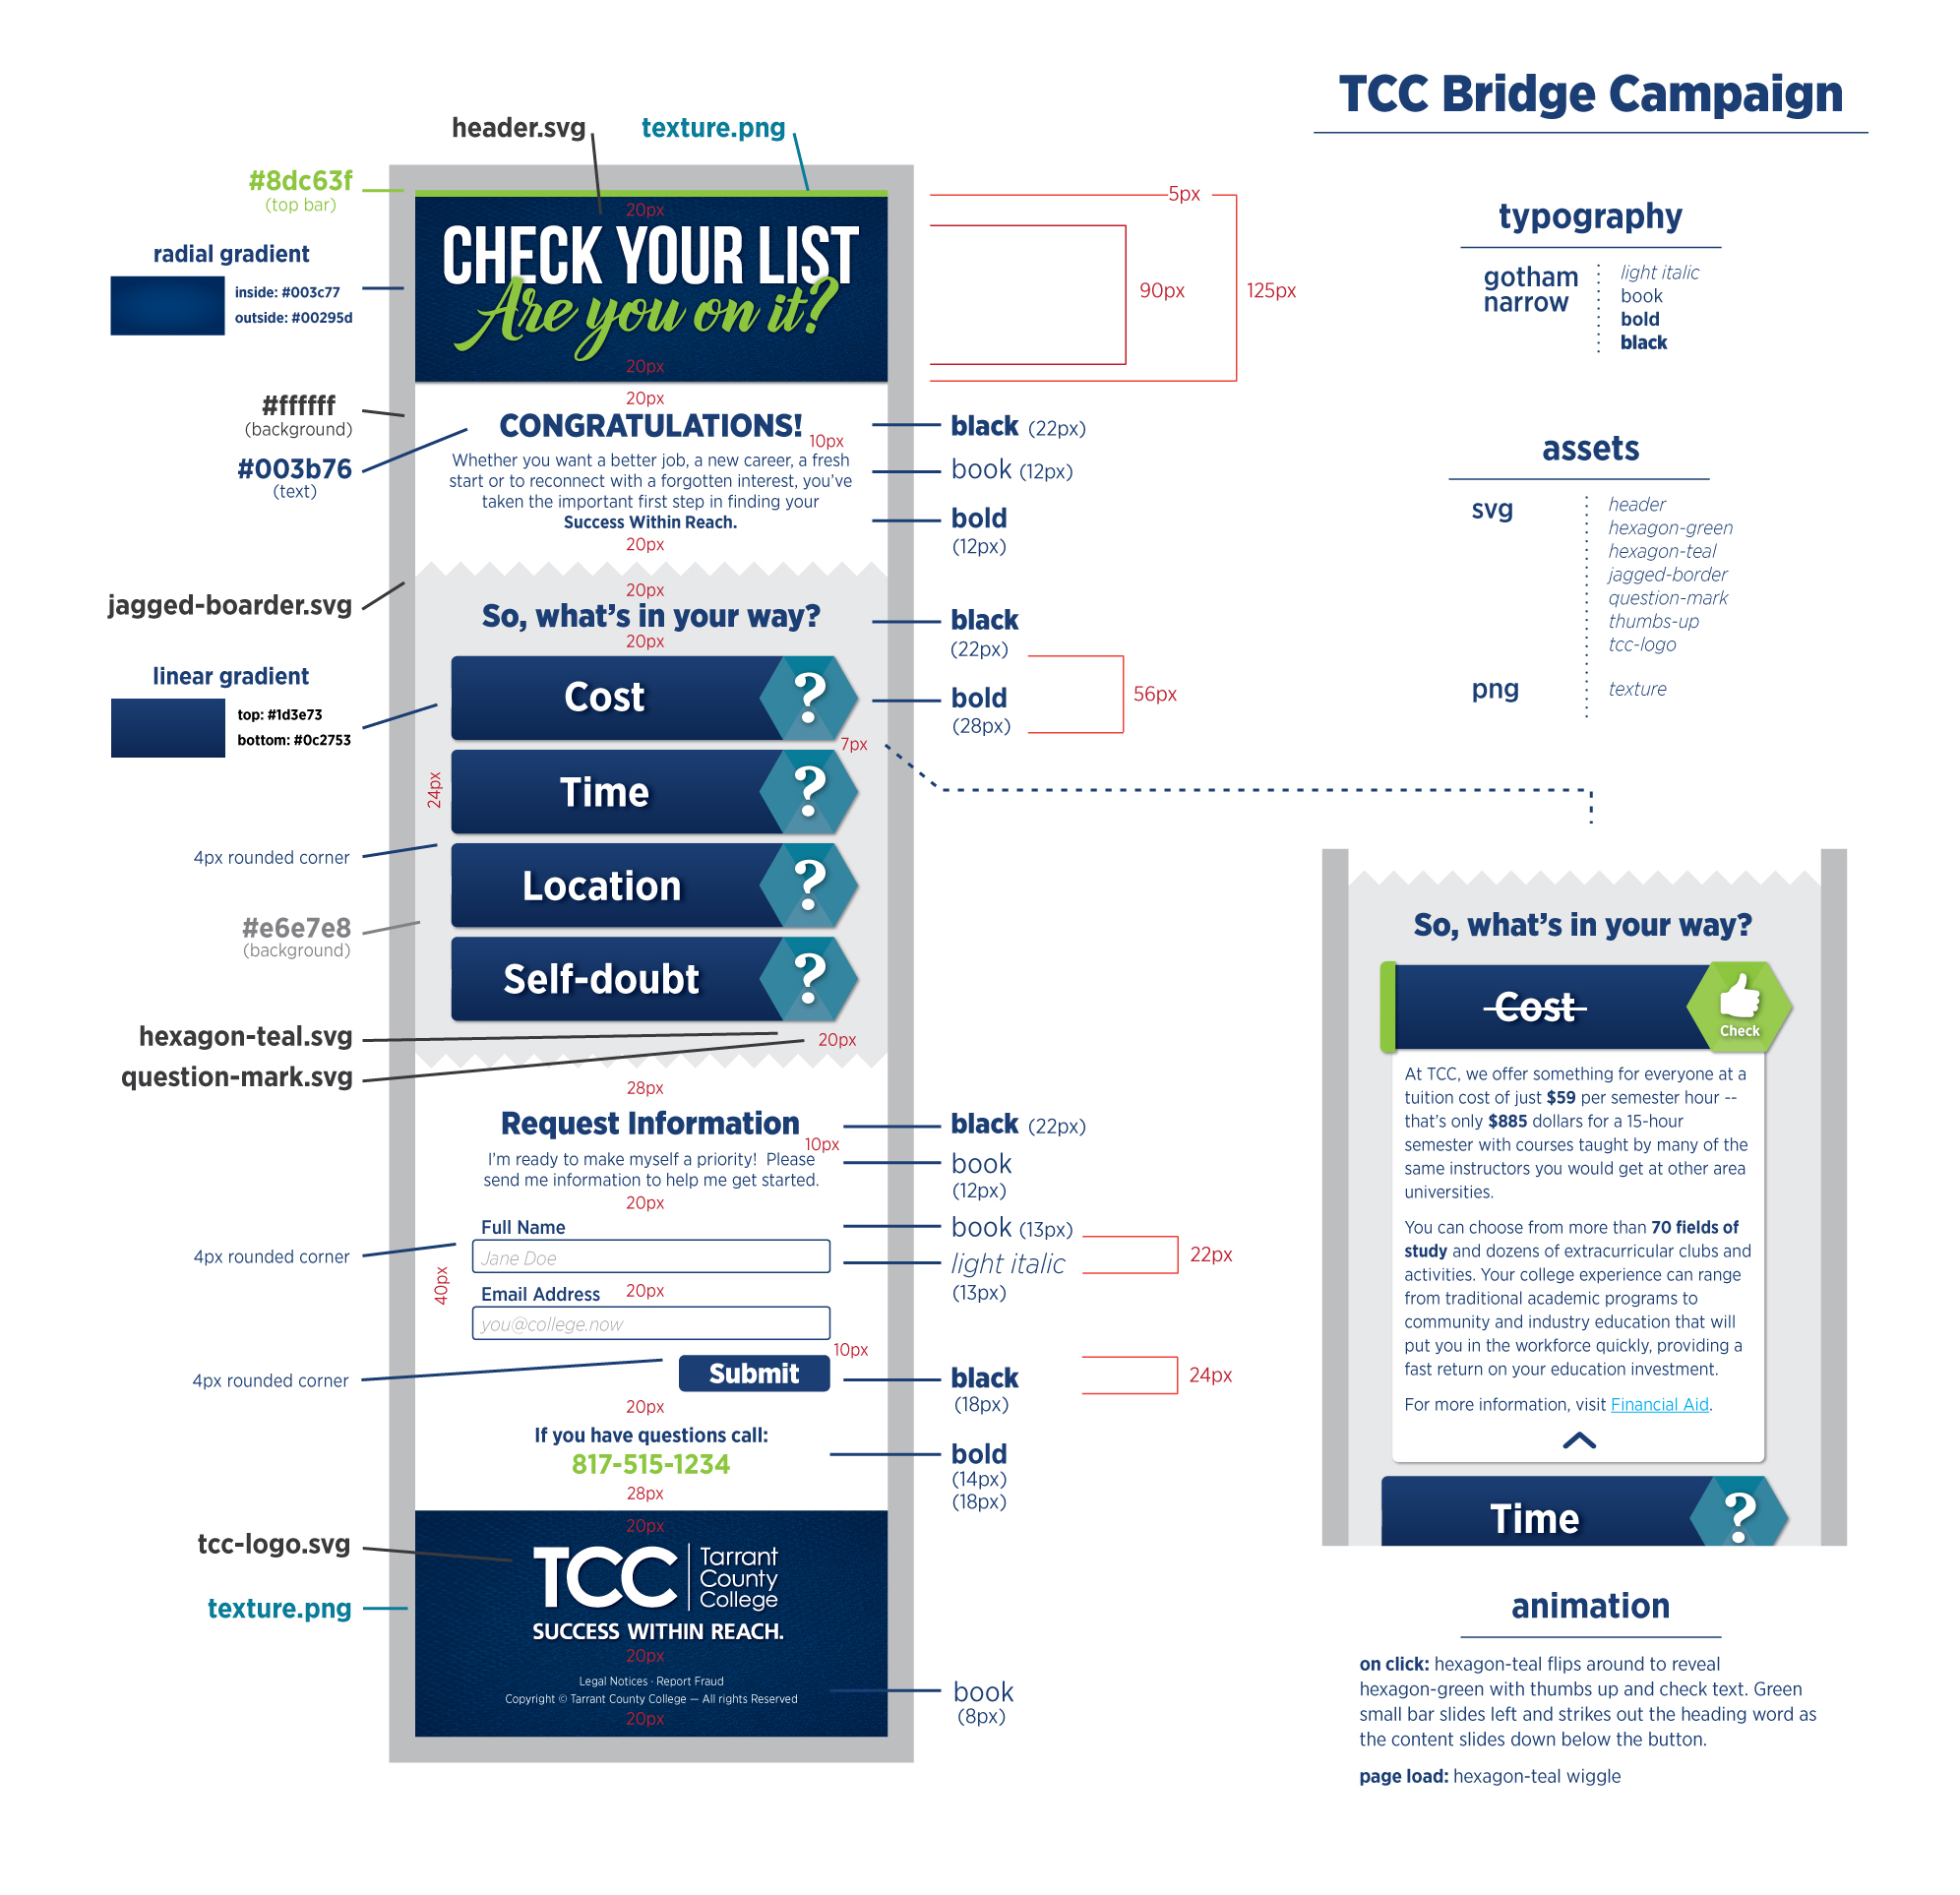 TCC Bridge Campaign
header.svg
texture.png
#8dc63f
(top bar)
radial gradient
inside: #003c77
outside: #00295d
20px
CHECK YOUR LIST
Are you on it?
20px
5px
90px
125px
#ffffff
(background)
#003b76
(text)
20px
CONGRATULATIONS!
10px
Whether you want a better job, a new career, a fresh
start or to reconnect with a forgotten interest, you've
taken the important first step in finding your
Success Within Reach.
20px
black (22px)
book (12px)
bold
(12px)
jagged-boarder.svg
20px
So, what's in your way?
20px
black
(22px)
linear gradient
top: #1d3e73
bottom: #0c2753
Cost
?
bold
(28px)
56px
7px
24px
Time
?
4px rounded corner
Location
?
#e6e7e8
(background)
Self-doubt
?
hexagon-teal.svg
question-mark.svg
20px
28px
Request Information
10px
I'm ready to make myself a priority!  Please
send me information to help me get started.
20px
black (22px)
book
(12px)
Full Name
Jane Doe
book (13px)
light italic
(13px)
22px
4px rounded corner
40px
Email Address
20px
you@college.now
10px
Submit
4px rounded corner
black
(18px)
24px
20px
If you have questions call:
817-515-1234
28px
bold
(14px)
(18px)
tcc-logo.svg
texture.png
20px
TCC
Tarrant
County
College
SUCCESS WITHIN REACH.
20px
Legal Notices · Report Fraud
Copyright © Tarrant County College — All rights Reserved
20px
book
(8px)
typography
gotham
narrow
light italic
book
bold
black
assets
svg
header
hexagon-green
hexagon-teal
jagged-border
question-mark
thumbs-up
tcc-logo
png
texture
So, what's in your way?
Cost
Check
At TCC, we offer something for everyone at a
tuition cost of just $59 per semester hour --
that's only $885 dollars for a 15-hour
semester with courses taught by many of the
same instructors you would get at other area
universities.
You can choose from more than 70 fields of
study and dozens of extracurricular clubs and
activities. Your college experience can range
from traditional academic programs to
community and industry education that will
put you in the workforce quickly, providing a
fast return on your education investment.
For more information, visit Financial Aid.
Time
?
animation
on click: hexagon-teal flips around to reveal
hexagon-green with thumbs up and check text. Green
small bar slides left and strikes out the heading word as
the content slides down below the button.
page load: hexagon-teal wiggle